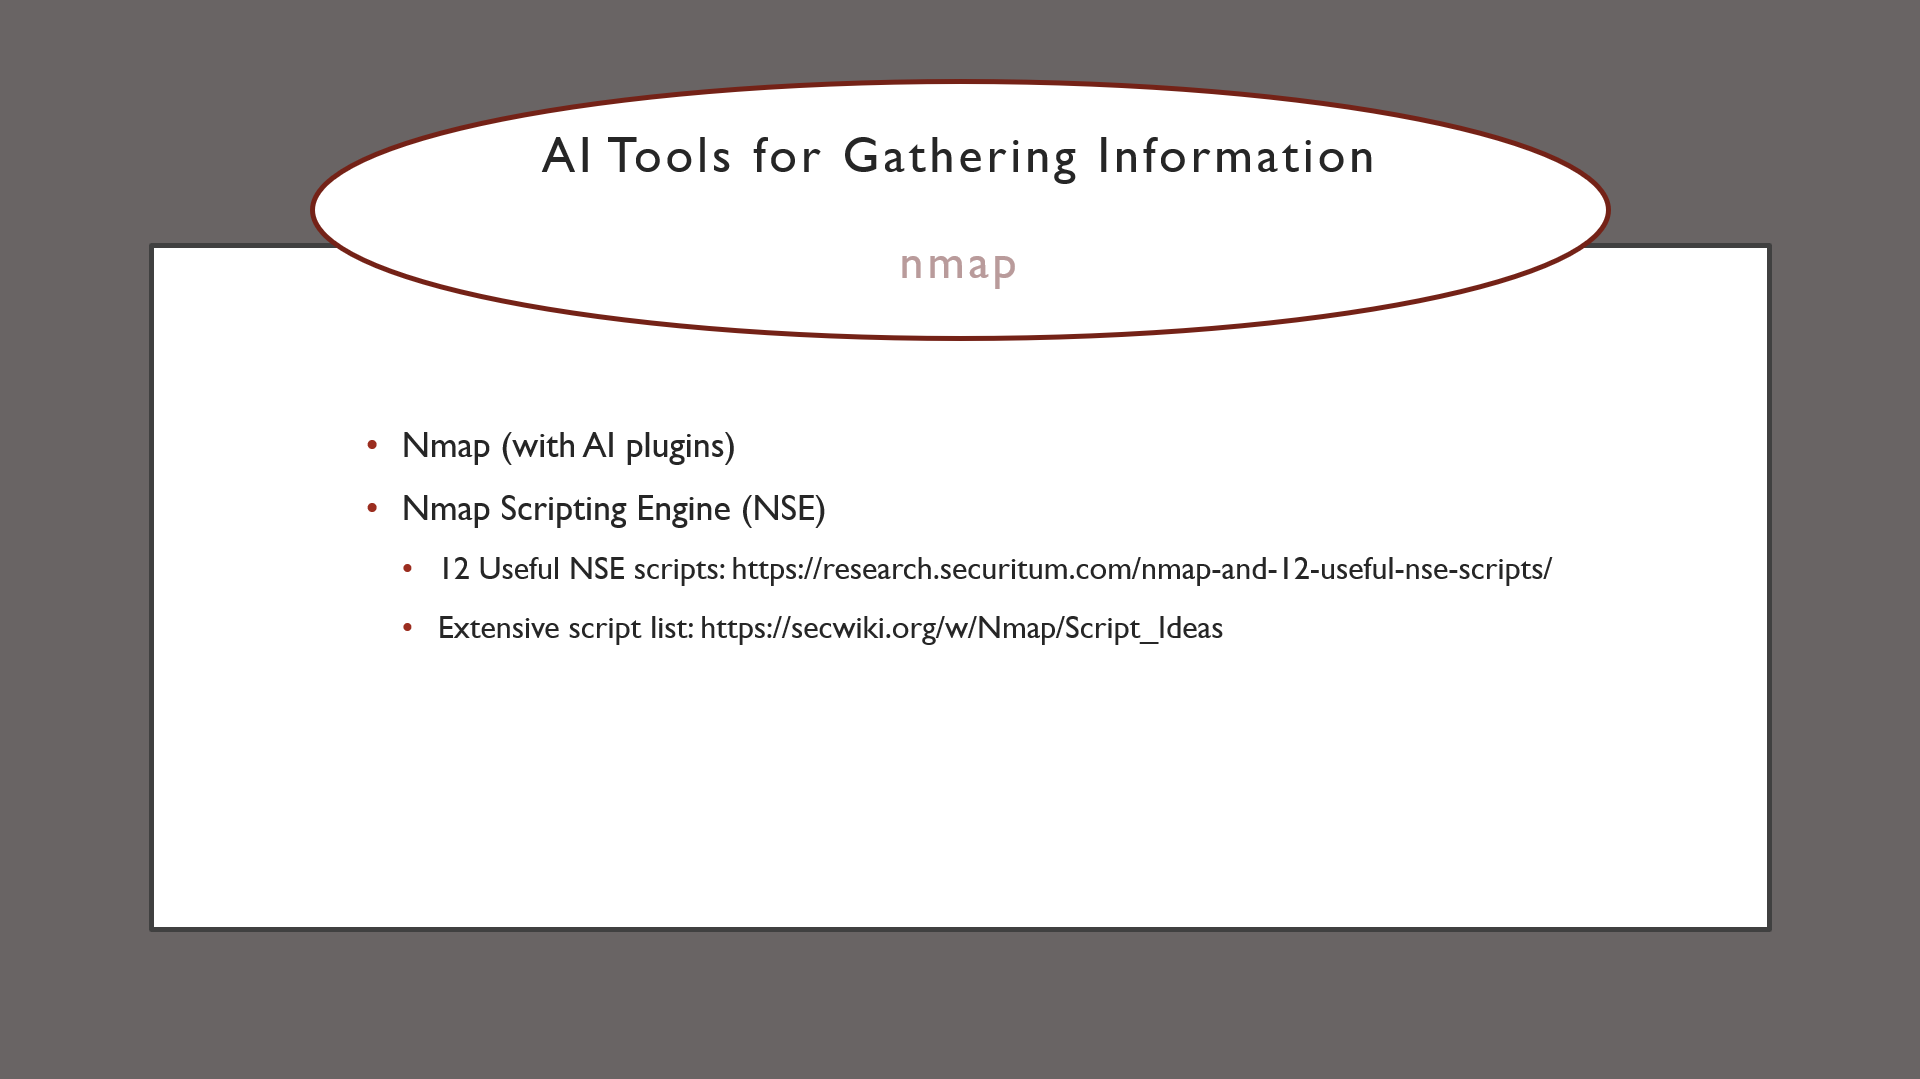 AI Tools for Gathering Information
nmap
• Nmap (with AI plugins)
• Nmap Scripting Engine (NSE)
• 12 Useful NSE scripts: https://research.securitum.com/nmap-and-12-useful-nse-scripts/
• Extensive script list: https://secwiki.org/w/Nmap/Script_Ideas